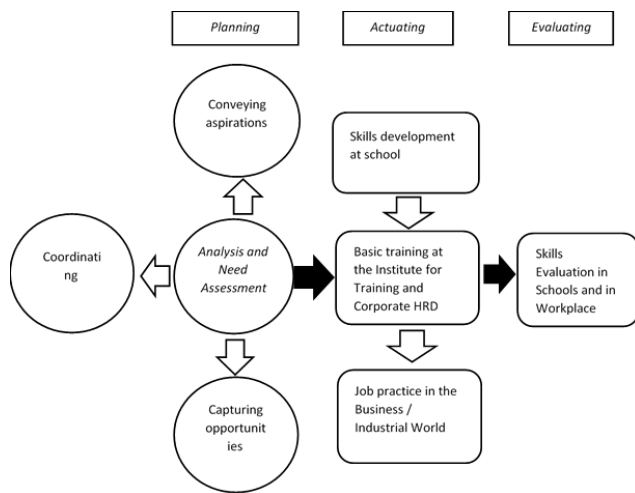 Planning
Actuating
Evaluating
Conveying
aspirations
Skills development
at school
Coordinati
ng
Analysis and
Need
Assessment
Basic training at
the Institute for
Training and
Corporate HRD
Skills
Evaluation in
Schools and in
Workplace
Capturing
opportunit
ies
Job practice in the
Business /
Industrial World